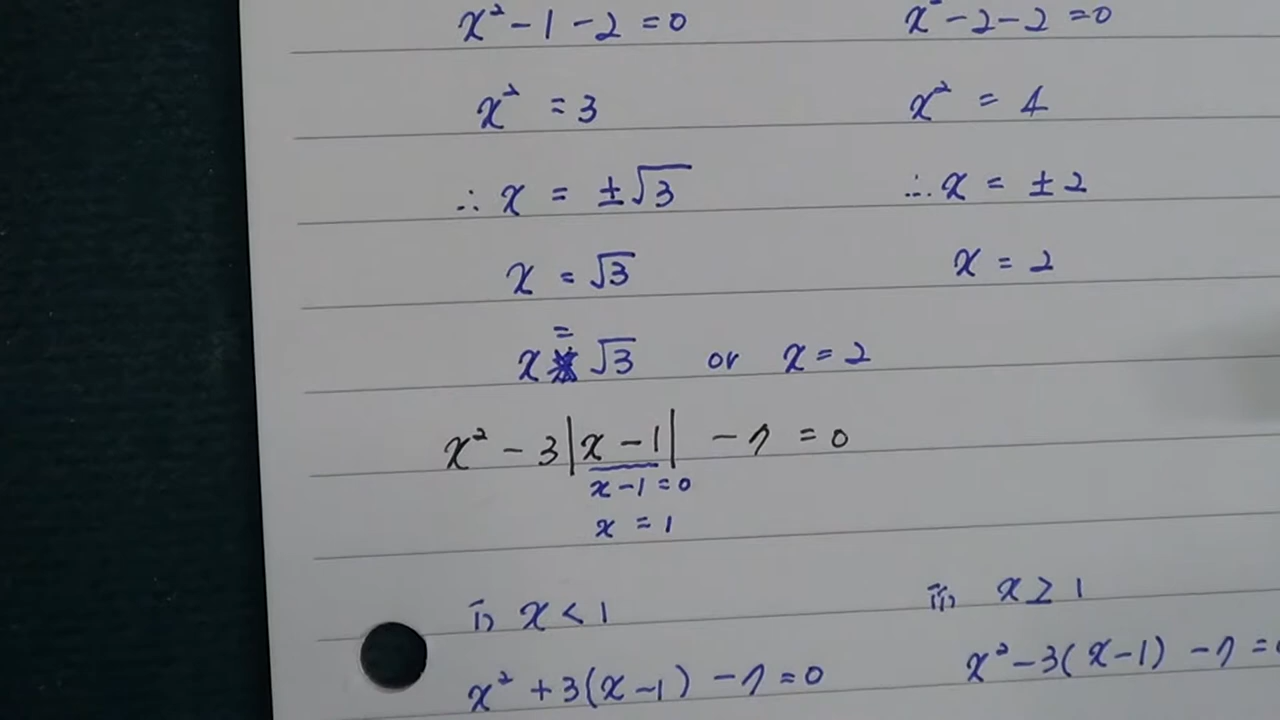 x² - 1 - 2 = 0 x² - 2 - 2 = 0
x² = 3 x² = 4
∴ x = ±√3 ∴ x = ±2
x = √3 x = 2
x = √3 or x = 2
x² - 3|x - 1| - 7 = 0
x - 1 = 0
x = 1
i) x < 1 ii) x ≥ 1
x² + 3(x - 1) - 7 = 0 x² - 3(x - 1) - 7 =